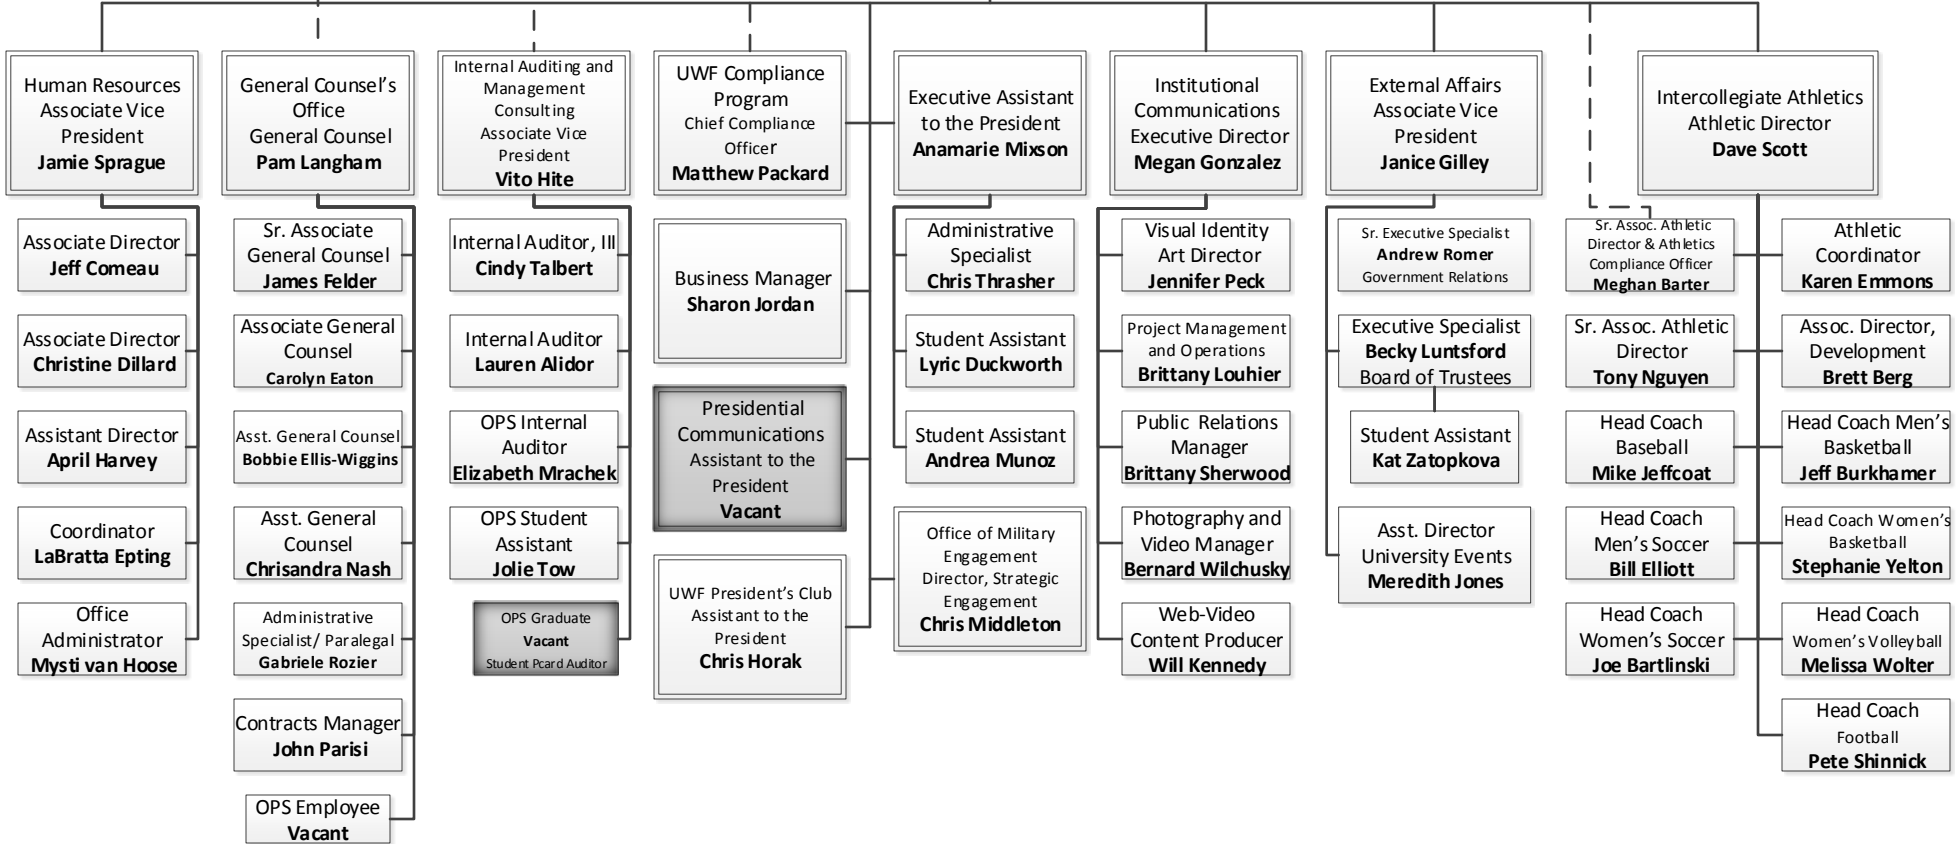 Human Resources
Associate Vice
President
Jamie Sprague
Associate Director
Jeff Comeau
Associate Director
Christine Dillard
Assistant Director
April Harvey
Coordinator
LaBratta Epting
Office
Administrator
Mysti van Hoose
General Counsel's
Office
General Counsel
Pam Langham
Sr. Associate
General Counsel
James Felder
Associate General
Counsel
Carolyn Eaton
Asst. General Counsel
Bobbie Ellis-Wiggins
Asst. General
Counsel
Chrisandra Nash
Administrative
Specialist/ Paralegal
Gabriele Rozier
Contracts Manager
John Parisi
OPS Employee
Vacant
Internal Auditing and
Management
Consulting
Associate Vice
President
Vito Hite
Internal Auditor, III
Cindy Talbert
Internal Auditor
Lauren Alidor
OPS Internal
Auditor
Elizabeth Mrachek
OPS Student
Assistant
Jolie Tow
OPS Graduate
Vacant
Student Pcard Auditor
UWF Compliance
Program
Chief Compliance
Officer
Matthew Packard
Business Manager
Sharon Jordan
Presidential
Communications
Assistant to the
President
Vacant
UWF President's Club
Assistant to the
President
Chris Horak
Executive Assistant
to the President
Anamarie Mixson
Administrative
Specialist
Chris Thrasher
Student Assistant
Lyric Duckworth
Student Assistant
Andrea Munoz
Office of Military
Engagement
Director, Strategic
Engagement
Chris Middleton
Institutional
Communications
Executive Director
Megan Gonzalez
Visual Identity
Art Director
Jennifer Peck
Project Management
and Operations
Brittany Louhier
Public Relations
Manager
Brittany Sherwood
Photography and
Video Manager
Bernard Wilchusky
Web-Video
Content Producer
Will Kennedy
External Affairs
Associate Vice
President
Janice Gilley
Sr. Executive Specialist
Andrew Romer
Government Relations
Executive Specialist
Becky Luntsford
Board of Trustees
Student Assistant
Kat Zatopkova
Asst. Director
University Events
Meredith Jones
Intercollegiate Athletics
Athletic Director
Dave Scott
Sr. Assoc. Athletic
Director & Athletics
Compliance Officer
Meghan Barter
Sr. Assoc. Athletic
Director
Tony Nguyen
Head Coach
Baseball
Mike Jeffcoat
Head Coach
Men's Soccer
Bill Elliott
Head Coach
Women's Soccer
Joe Bartlinski
Athletic
Coordinator
Karen Emmons
Assoc. Director,
Development
Brett Berg
Head Coach Men's
Basketball
Jeff Burkhamer
Head Coach Women's
Basketball
Stephanie Yelton
Head Coach
Women's Volleyball
Melissa Wolter
Head Coach
Football
Pete Shinnick